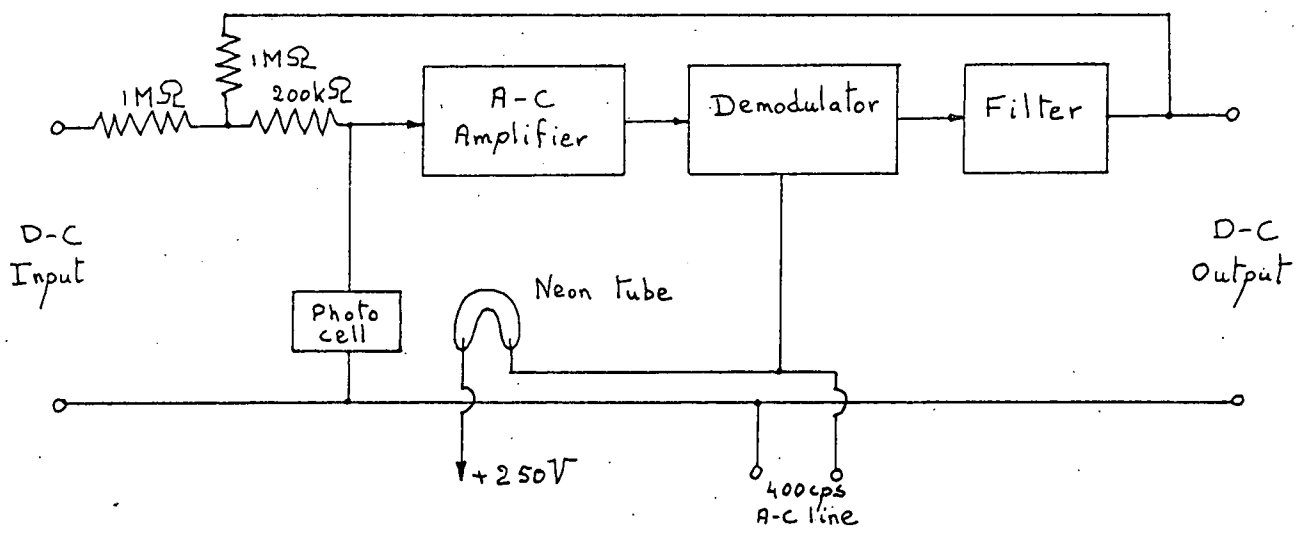 1MΩ
1MΩ
200kΩ
A-C
Amplifier
Demodulator
Filter
D-C
Input
D-C
Output
Photo
cell
Neon tube
+250V
400cps
A-C line